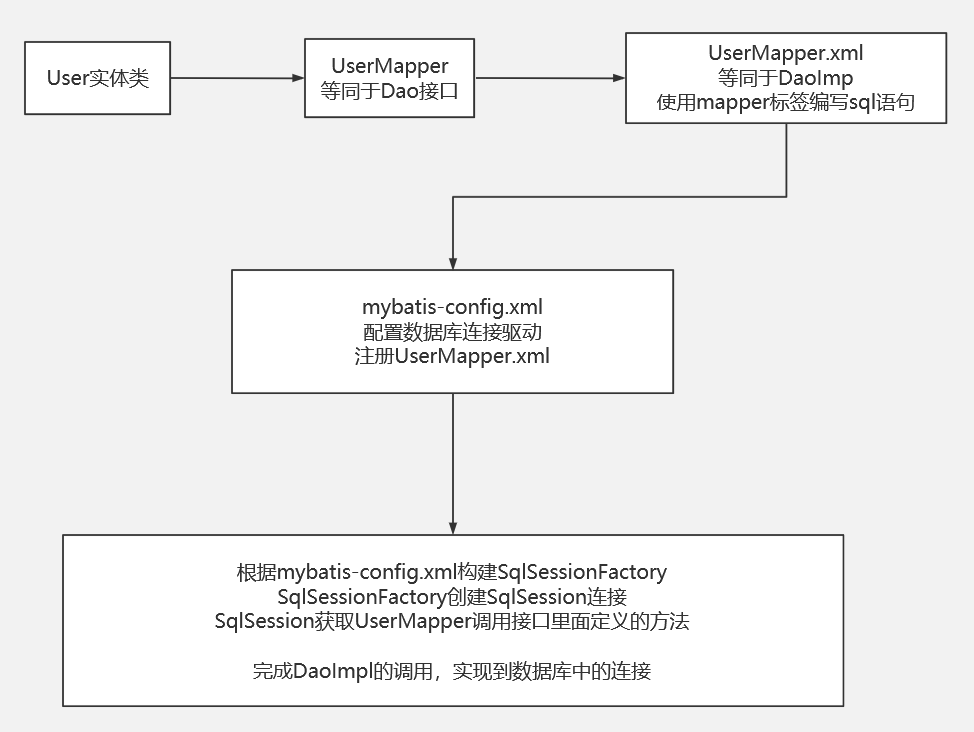 User实体类
UserMapper
等同于Dao接口
UserMapper.xml
等同于DaoImp
使用mapper标签编写sql语句
mybatis-config.xml
配置数据库连接驱动
注册UserMapper.xml
根据mybatis-config.xml构建SqlSessionFactory
SqlSessionFactory创建SqlSession连接
SqlSession获取UserMapper调用接口里面定义的方法
完成DaoImpl的调用，实现到数据库中的连接